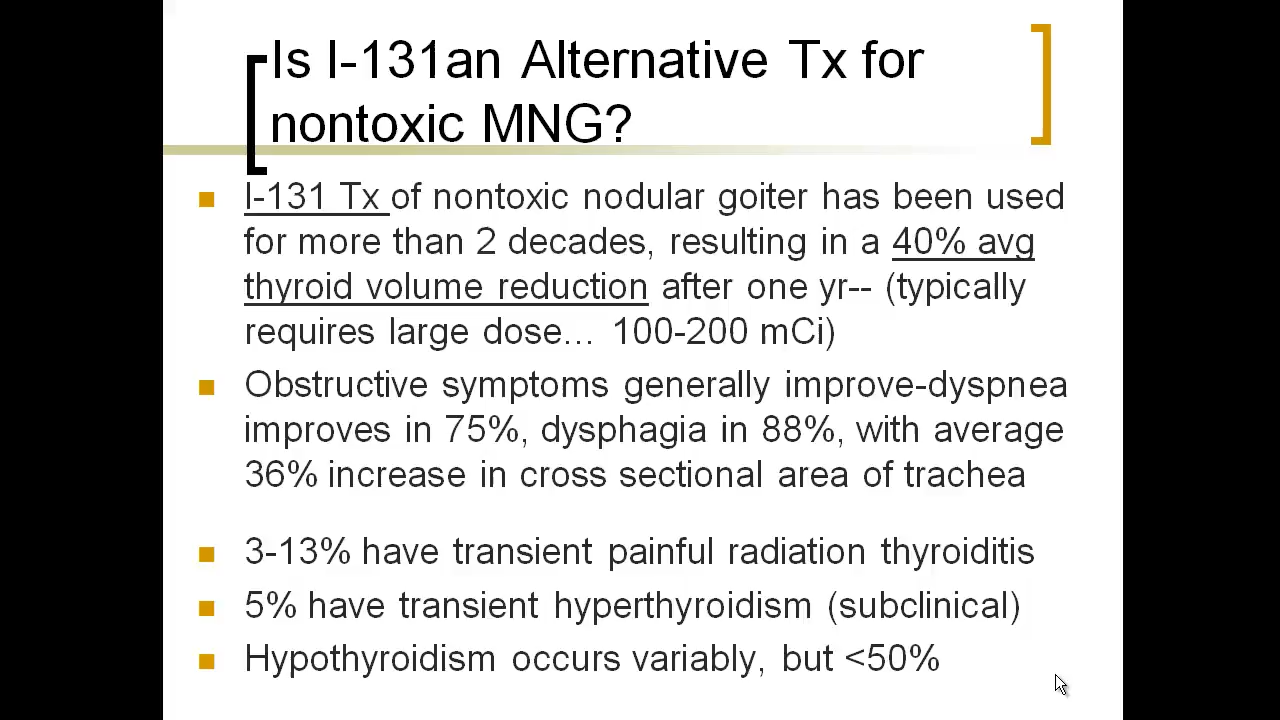 Is I-131an Alternative Tx for
nontoxic MNG?
I-131 Tx of nontoxic nodular goiter has been used
for more than 2 decades, resulting in a 40% avg
thyroid volume reduction after one yr-- (typically
requires large dose... 100-200 mCi)
Obstructive symptoms generally improve-dyspnea
improves in 75%, dysphagia in 88%, with average
36% increase in cross sectional area of trachea
3-13% have transient painful radiation thyroiditis
5% have transient hyperthyroidism (subclinical)
Hypothyroidism occurs variably, but <50%